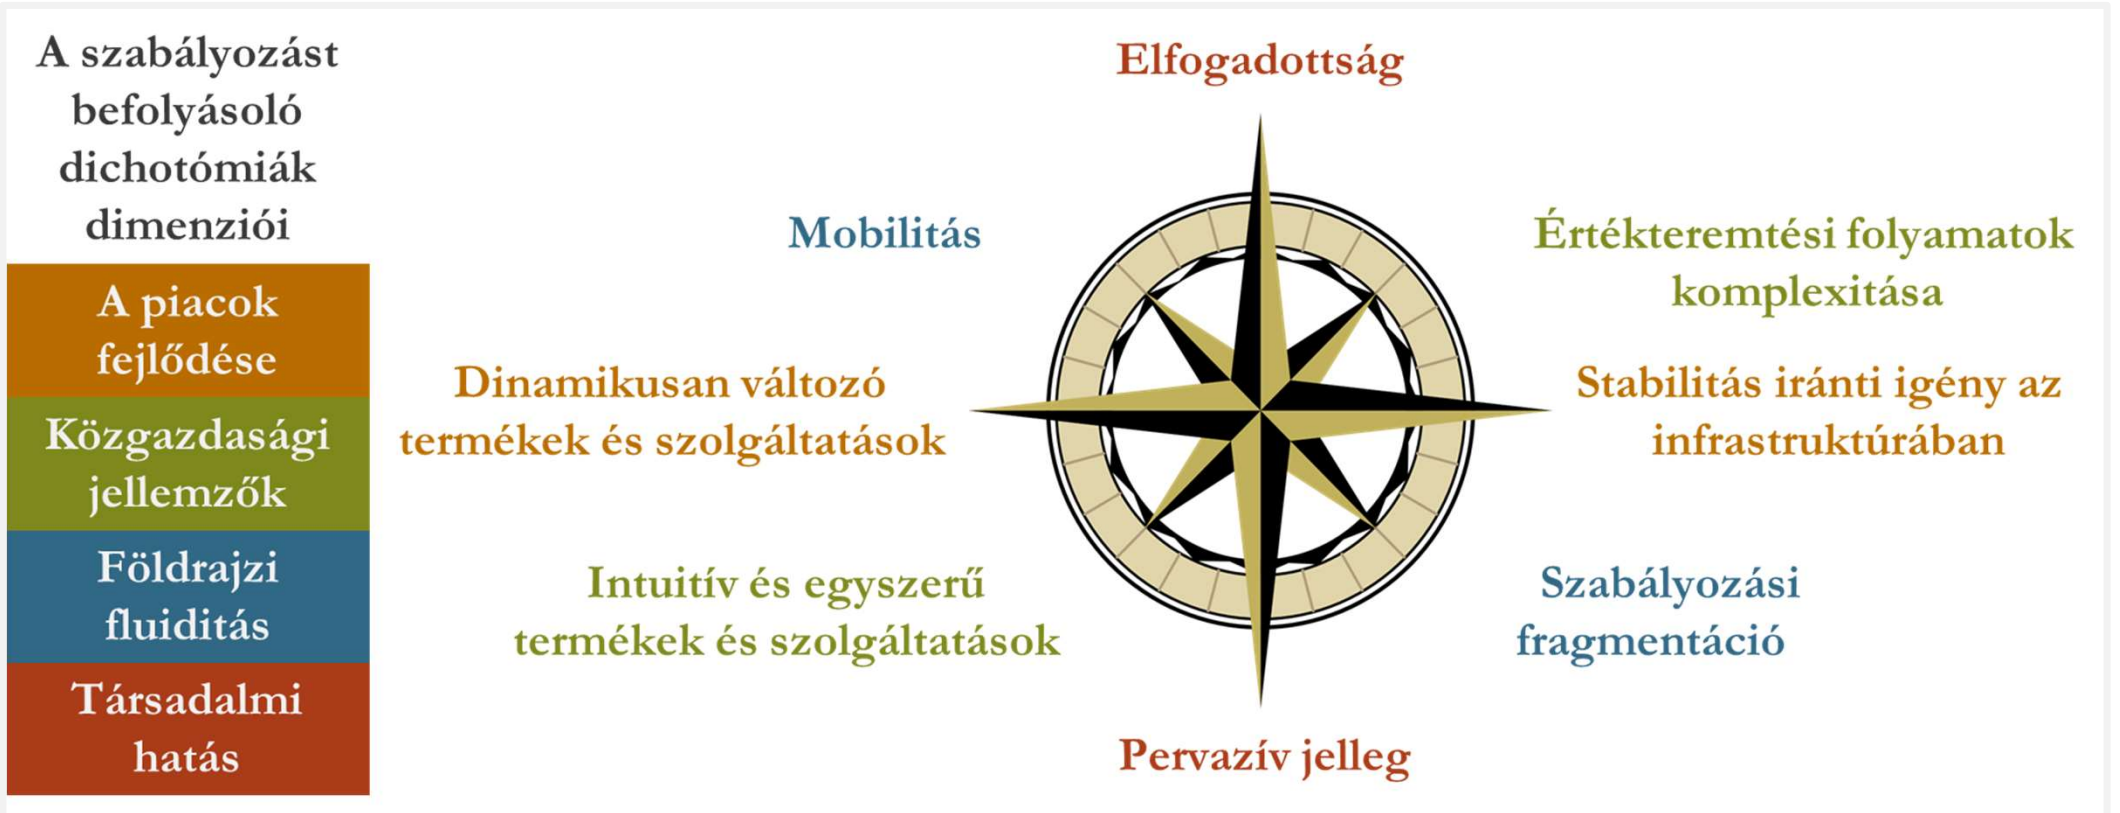 A szabályozást
befolyásoló
dichotómiák
dimenziói
A piacok
fejlődése
Közgazdasági
jellemzők
Földrajzi
fluiditás
Társadalmi
hatás
Elfogadottság
Mobilitás
Értékteremtési folyamatok
komplexitása
Dinamikusan változó
termékek és szolgáltatások
Stabilitás iránti igény az
infrastruktúrában
Intuitív és egyszerű
termékek és szolgáltatások
Szabályozási
fragmentáció
Pervazív jelleg